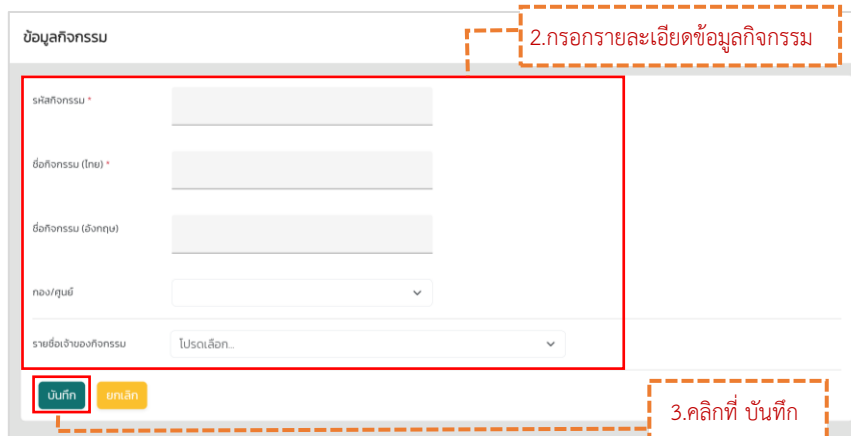 ข้อมูลกิจกรรม
2.กรอกรายละเอียดข้อมูลกิจกรรม
รหัสกิจกรรม *
ชื่อกิจกรรม (ไทย) *
ชื่อกิจกรรม (อังกฤษ)
กอง/ศูนย์
รายชื่อเจ้าของกิจกรรม โปรดเลือก...
บันทึก ยกเลิก
3.คลิกที่ บันทึก